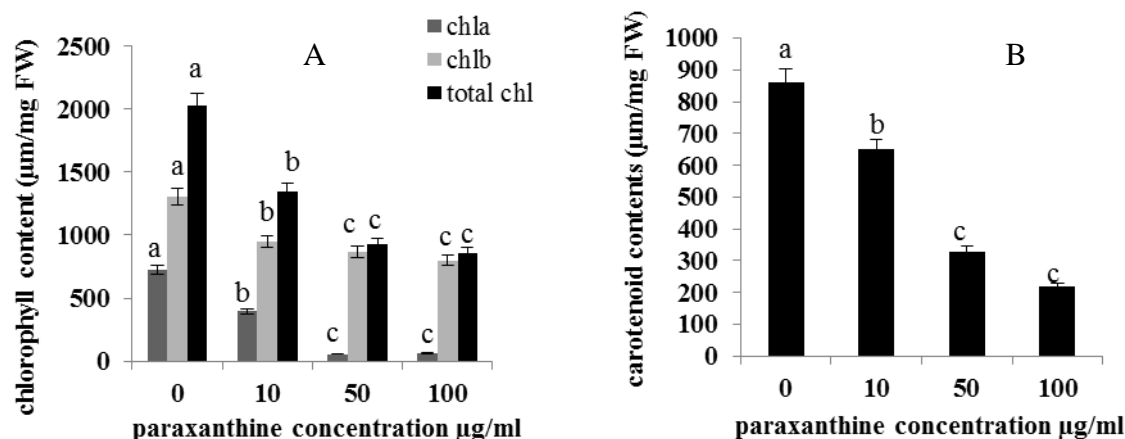 A
chla
chlb
total chl
chlorophyll content (µm/mg FW)
2500
2000
1500
1000
500
0
a a a
b b b
c c c
c c c
0 10 50 100
paraxanthine concentration µg/ml
B
carotenoid contents (µm/mg FW)
1000
900
800
700
600
500
400
300
200
100
0
a
b
c
c
0 10 50 100
paraxanthine concentration µg/ml